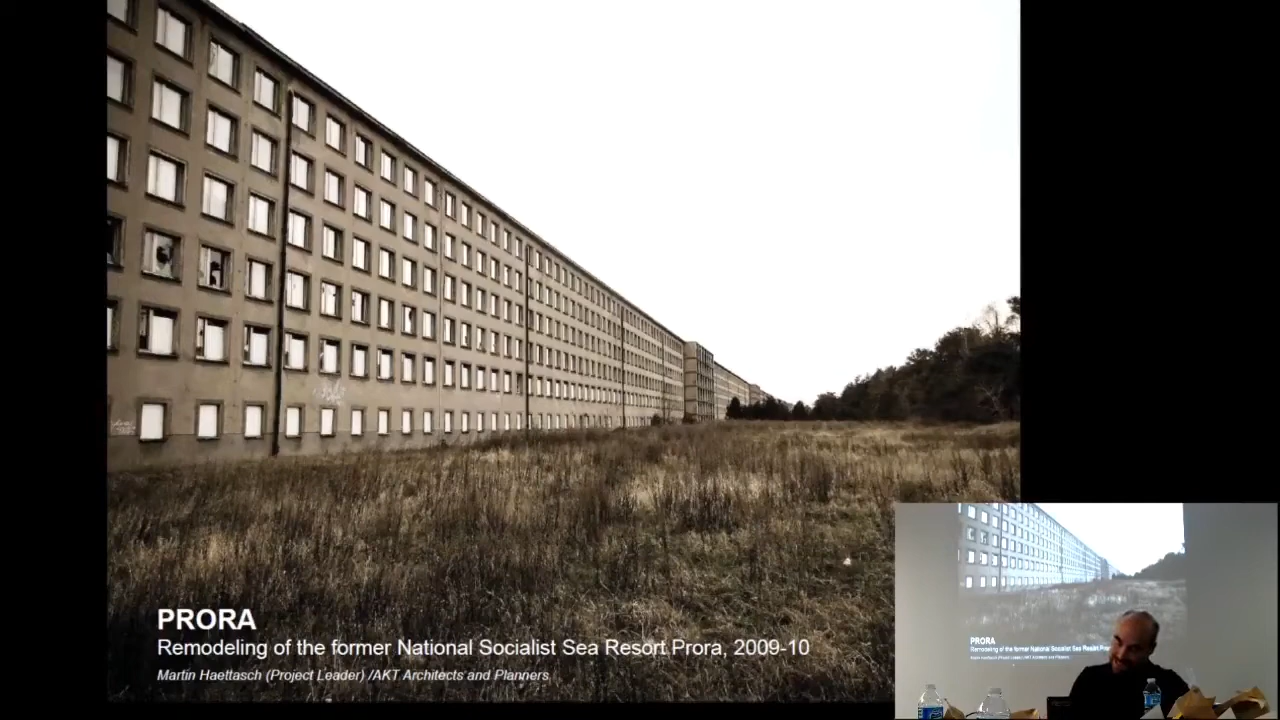 PRORA
Remodeling of the former National Socialist Sea Resort Prora, 2009-10
Martin Haettasch (Project Leader) /AKT Architects and Planners
PRORA
Remodeling of the former National Socialist Sea Resort